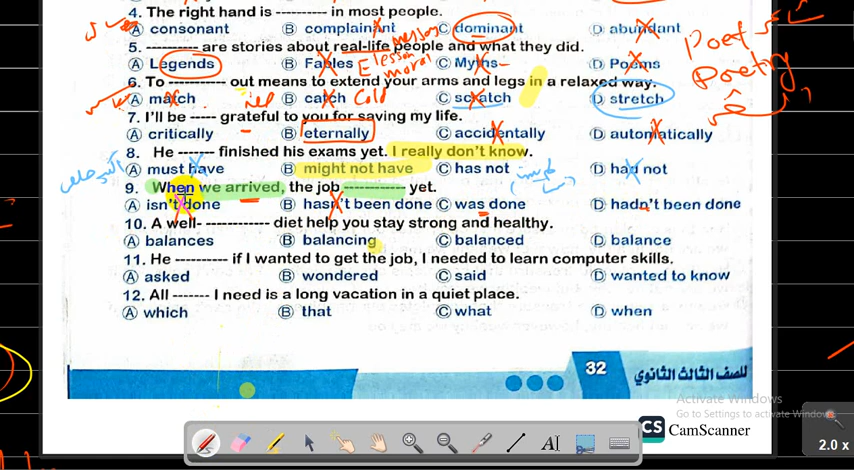 4. The right hand is ---------- in most people.
Ⓐ consonant Ⓑ complainant Ⓒ dominant Ⓓ abundant
5. ---------- are stories about real-life people and what they did.
Ⓐ Legends Ⓑ Fables Ⓒ Myths Ⓓ Poems
lesson
moral
Poet
Poetry
6. To ---------- out means to extend your arms and legs in a relaxed way.
Ⓐ match Ⓑ catch Cold Ⓒ scratch Ⓓ stretch
7. I'll be ----- grateful to you for saving my life.
Ⓐ critically Ⓑ eternally Ⓒ accidentally Ⓓ automatically
8. He ------- finished his exams yet. I really don't know.
Ⓐ must have Ⓑ might not have Ⓒ has not Ⓓ had not
9. When we arrived, the job ----------- yet.
Ⓐ isn't done Ⓑ hasn't been done Ⓒ was done Ⓓ hadn't been done
10. A well- ----------- diet help you stay strong and healthy.
Ⓐ balances Ⓑ balancing Ⓒ balanced Ⓓ balance
11. He ---------- if I wanted to get the job, I needed to learn computer skills.
Ⓐ asked Ⓑ wondered Ⓒ said Ⓓ wanted to know
12. All ------- I need is a long vacation in a quiet place.
Ⓐ which Ⓑ that Ⓒ what Ⓓ when
32
للصف الثالث الثانوي
Activate Windows
Go to Settings to activate Windows.
CS CamScanner
AI
2.0 x